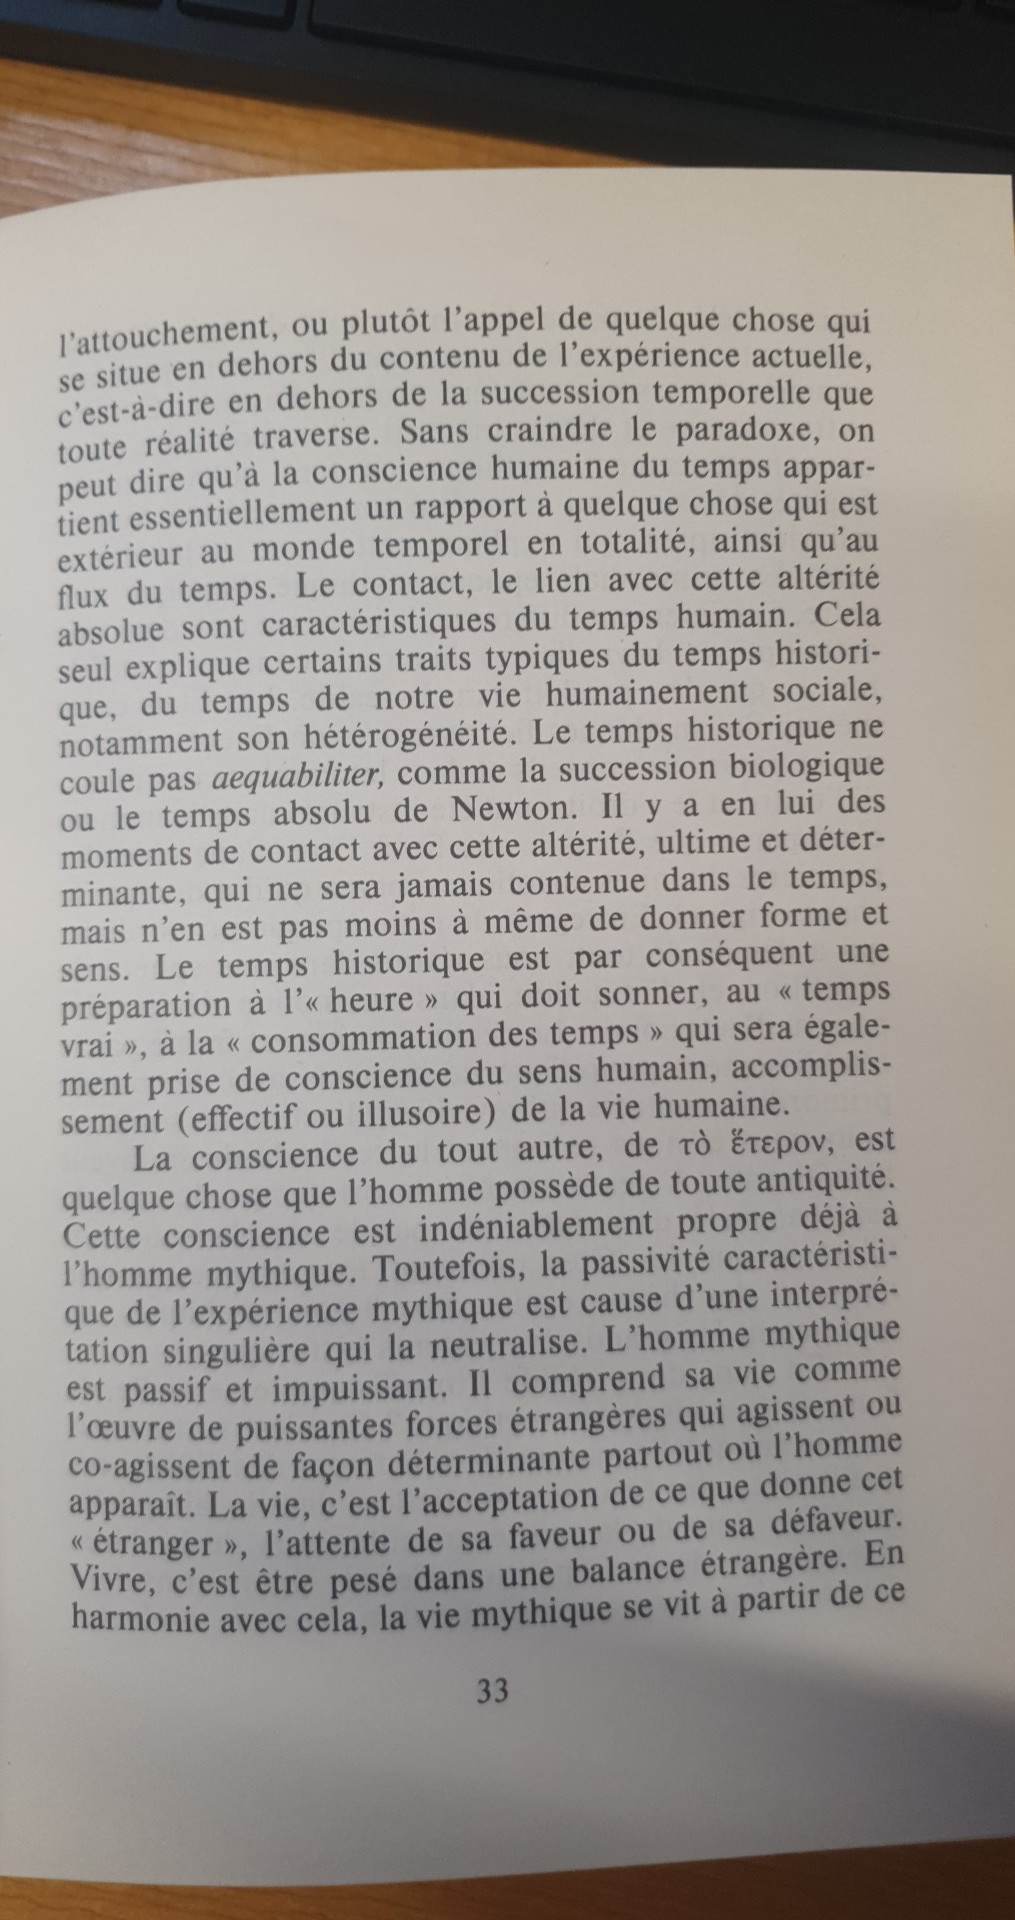 l'attouchement, ou plutôt l'appel de quelque chose qui
se situe en dehors du contenu de l'expérience actuelle,
c'est-à-dire en dehors de la succession temporelle que
toute réalité traverse. Sans craindre le paradoxe, on
peut dire qu'à la conscience humaine du temps appar-
tient essentiellement un rapport à quelque chose qui est
extérieur au monde temporel en totalité, ainsi qu'au
flux du temps. Le contact, le lien avec cette altérité
absolue sont caractéristiques du temps humain. Cela
seul explique certains traits typiques du temps histori-
que, du temps de notre vie humainement sociale,
notamment son hétérogénéité. Le temps historique ne
coule pas aequabiliter, comme la succession biologique
ou le temps absolu de Newton. Il y a en lui des
moments de contact avec cette altérité, ultime et déter-
minante, qui ne sera jamais contenue dans le temps,
mais n'en est pas moins à même de donner forme et
sens. Le temps historique est par conséquent une
préparation à l'« heure » qui doit sonner, au « temps
vrai », à la « consommation des temps » qui sera égale-
ment prise de conscience du sens humain, accomplis-
sement (effectif ou illusoire) de la vie humaine.
La conscience du tout autre, de τὸ ἕτερον, est
quelque chose que l'homme possède de toute antiquité.
Cette conscience est indéniablement propre déjà à
l'homme mythique. Toutefois, la passivité caractéristi-
que de l'expérience mythique est cause d'une interpré-
tation singulière qui la neutralise. L'homme mythique
est passif et impuissant. Il comprend sa vie comme
l'œuvre de puissantes forces étrangères qui agissent ou
co-agissent de façon déterminante partout où l'homme
apparaît. La vie, c'est l'acceptation de ce que donne cet
« étranger », l'attente de sa faveur ou de sa défaveur.
Vivre, c'est être pesé dans une balance étrangère. En
harmonie avec cela, la vie mythique se vit à partir de ce
33